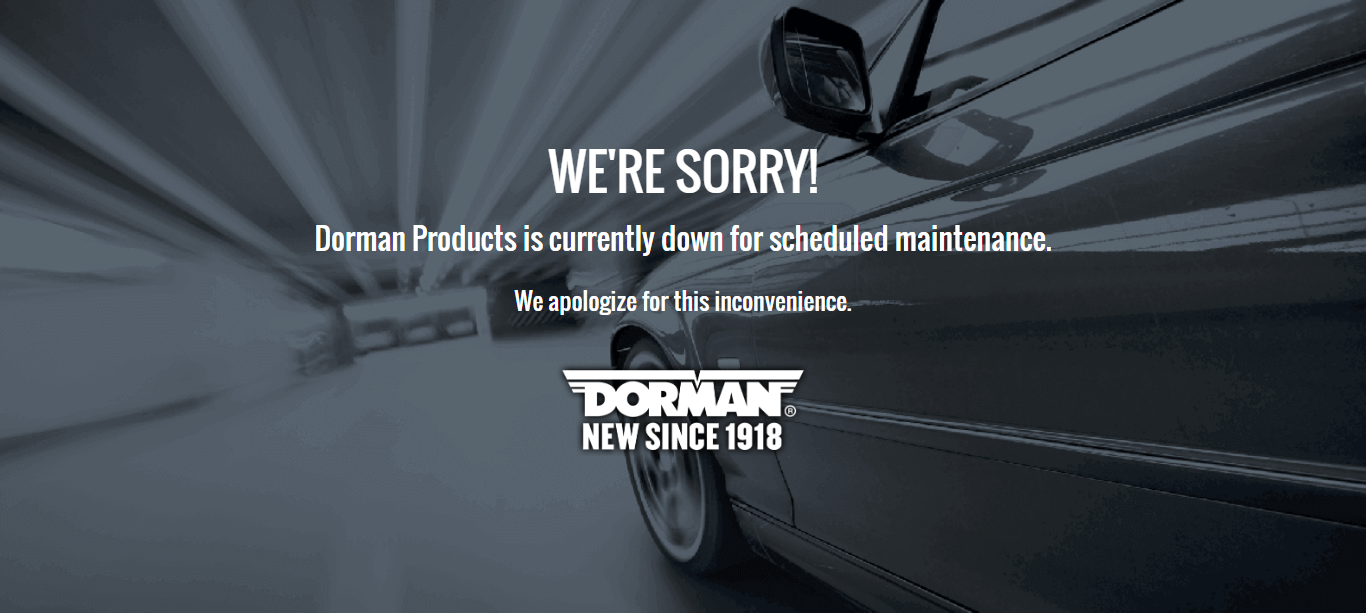 WE'RE SORRY!
Dorman Products is currently down for scheduled maintenance.
We apologize for this inconvenience.
DORMAN®
NEW SINCE 1918